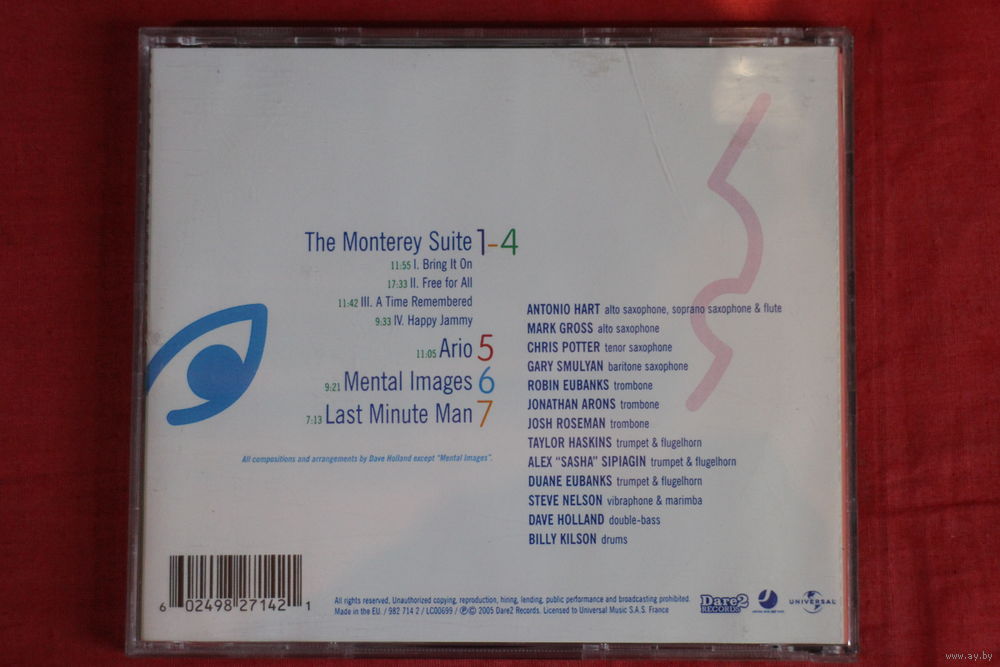 The Monterey Suite 1-4
11:55 I. Bring It On
17:33 II. Free for All
11:42 III. A Time Remembered
9:33 IV. Happy Jammy
11:05 Ario 5
9:21 Mental Images 6
7:13 Last Minute Man 7
All compositions and arrangements by Dave Holland except "Mental Images".
ANTONIO HART alto saxophone, soprano saxophone & flute
MARK GROSS alto saxophone
CHRIS POTTER tenor saxophone
GARY SMULYAN baritone saxophone
ROBIN EUBANKS trombone
JONATHAN ARONS trombone
JOSH ROSEMAN trombone
TAYLOR HASKINS trumpet & flugelhorn
ALEX "SASHA" SIPIAGIN trumpet & flugelhorn
DUANE EUBANKS trumpet & flugelhorn
STEVE NELSON vibraphone & marimba
DAVE HOLLAND double-bass
BILLY KILSON drums
6 02498 27142 1
All rights reserved. Unauthorized copying, reproduction, hiring, lending, public performance and broadcasting prohibited.
Made in the EU. / 982 714 2 / LC00699 / ℗© 2005 Dare2 Records. Licensed to Universal Music S.A.S. France
Dare2
RECORDS
UNIVERSAL
www.ay.by